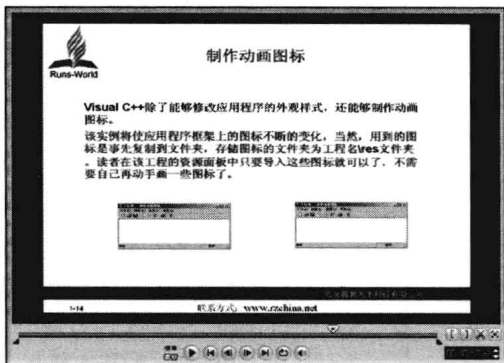 Runs-World
制作动画图标
Visual C++除了能够修改应用程序的外观样式，还能够制作动画
图标。
该实例将使应用程序框架上的图标不断的变化，当然，用到的图
标是事先复制到文件夹，存储图标的文件夹为工程名\res文件夹
。读者在该工程的资源面板中只要导入这些图标就可以了，不需
要自己再动手画一些图标了。
1-14
联系方式：www.rzchina.net